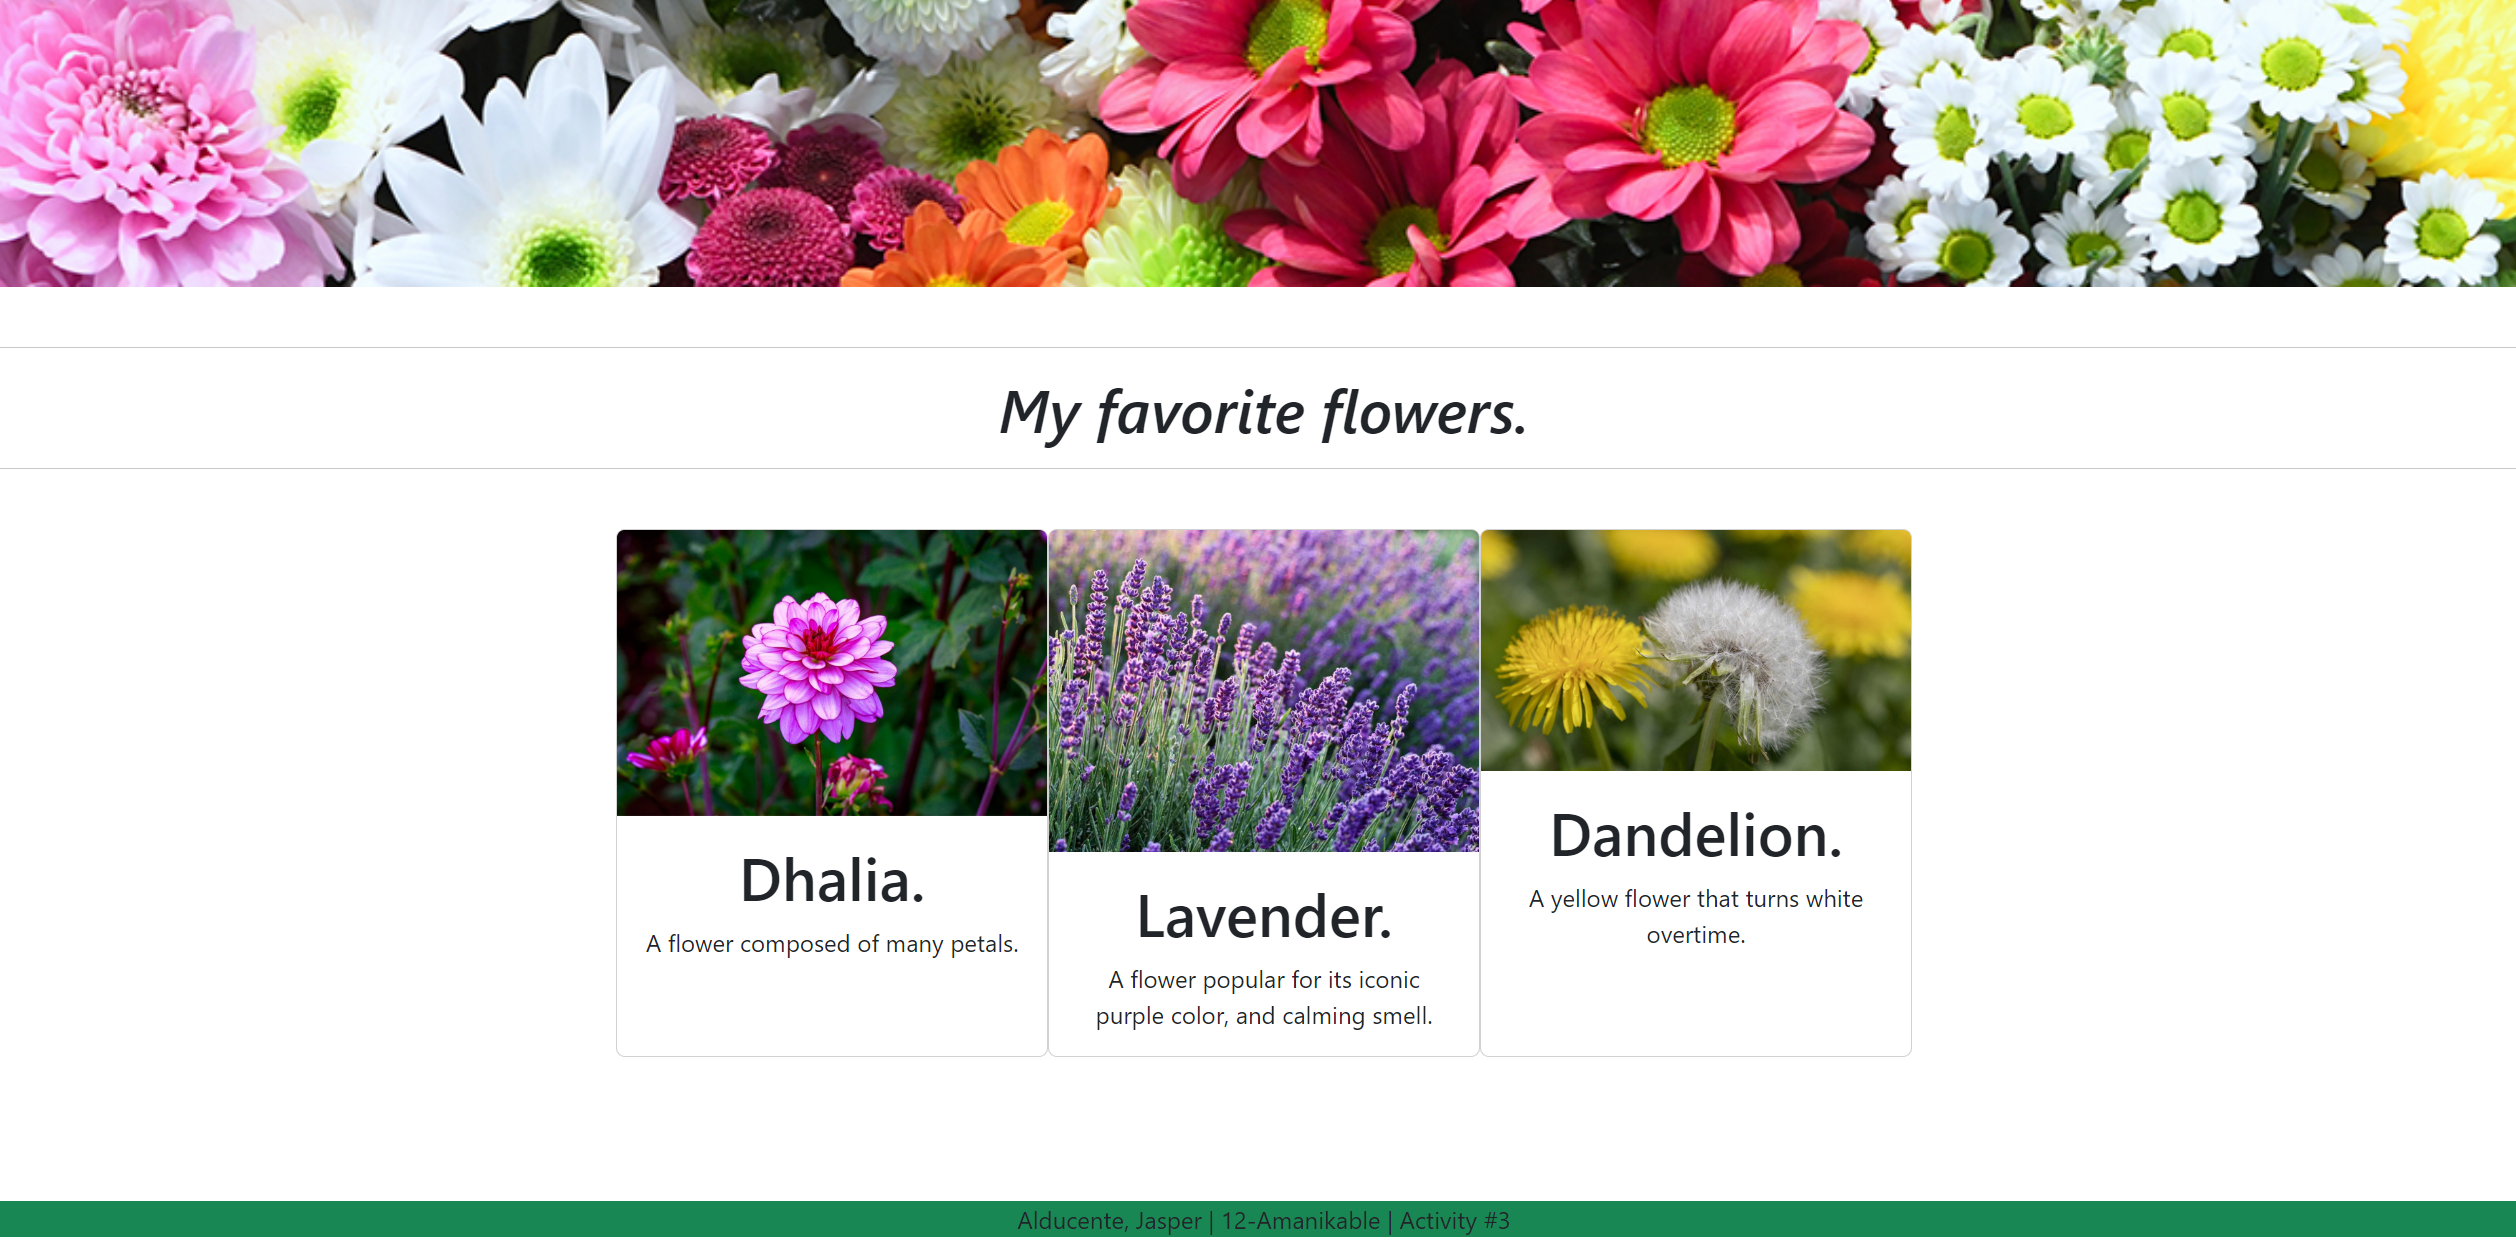 My favorite flowers.
Dhalia.
A flower composed of many petals.
Lavender.
A flower popular for its iconic
purple color, and calming smell.
Dandelion.
A yellow flower that turns white
overtime.
Alducente, Jasper | 12-Amanikable | Activity #3